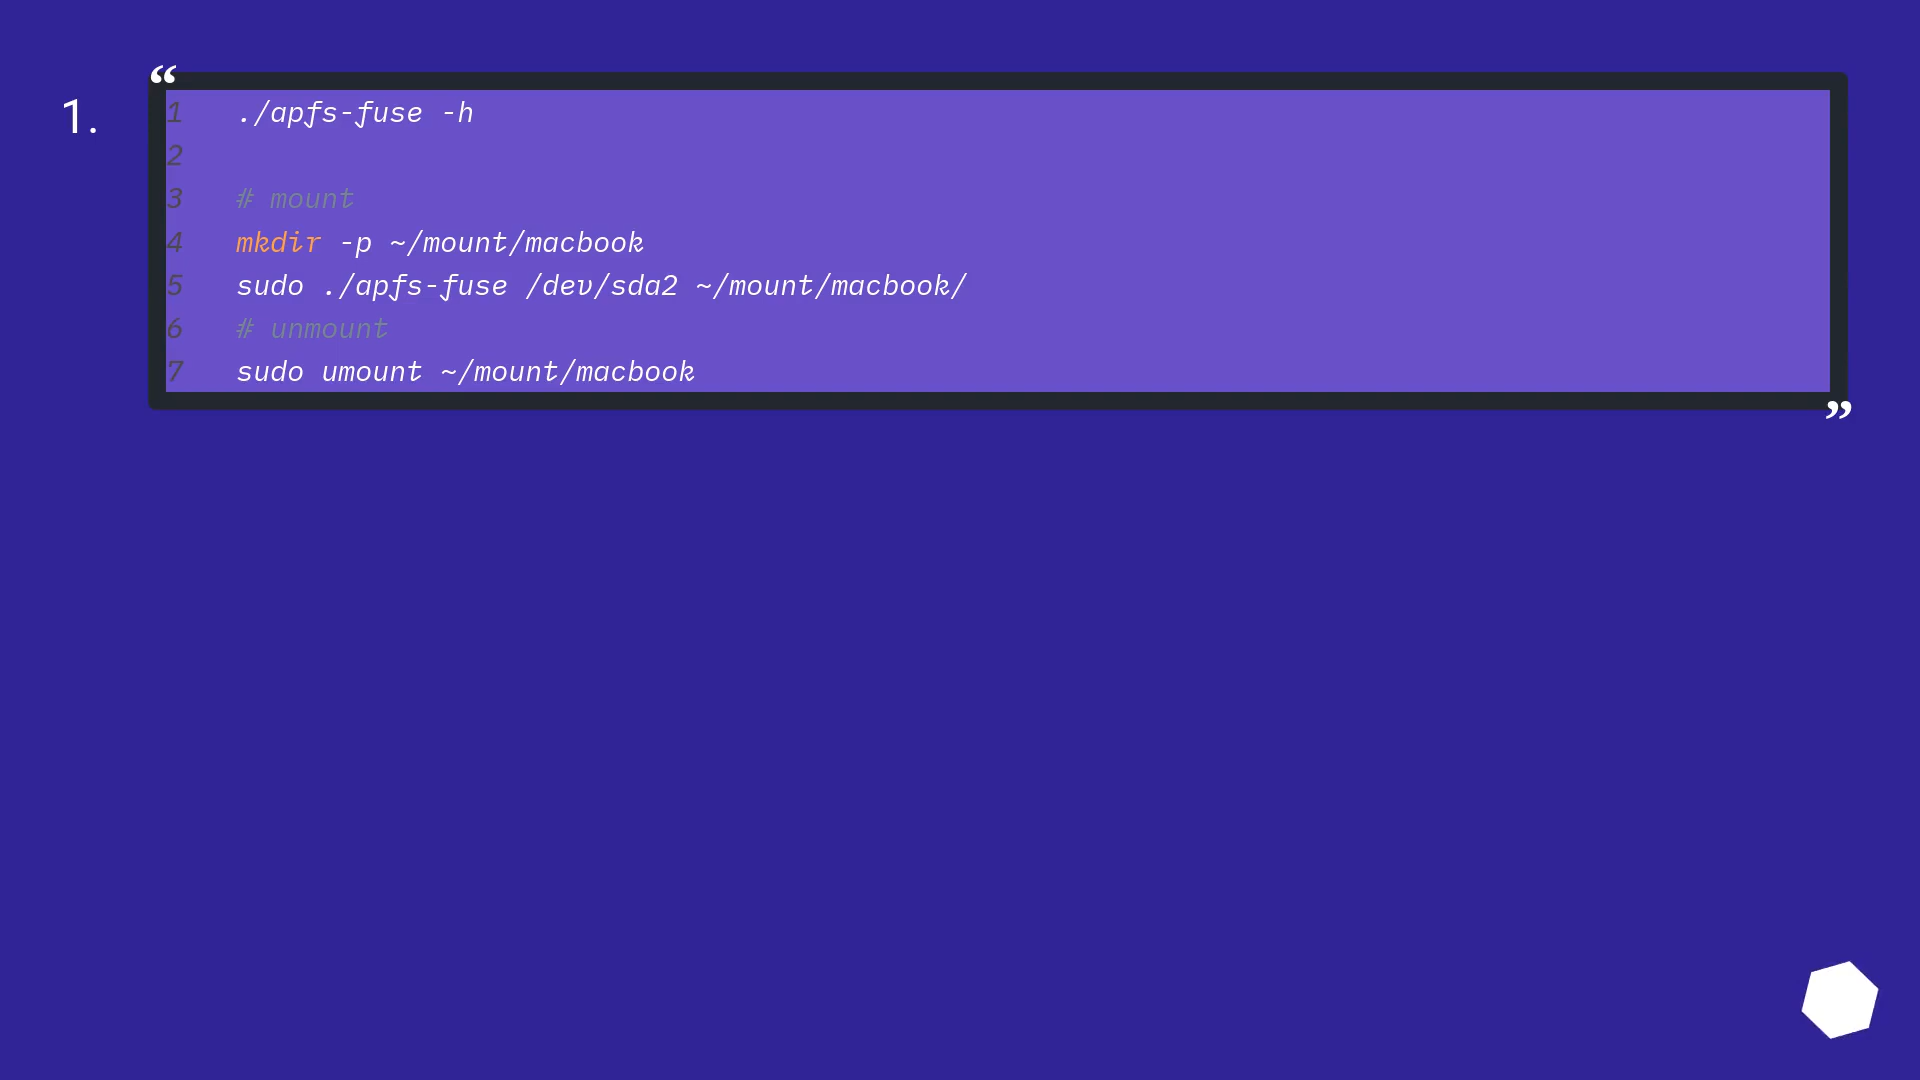 “
1.
1 ./apfs-fuse -h
2
3 # mount
4 mkdir -p ~/mount/macbook
5 sudo ./apfs-fuse /dev/sda2 ~/mount/macbook/
6 # unmount
7 sudo umount ~/mount/macbook
”